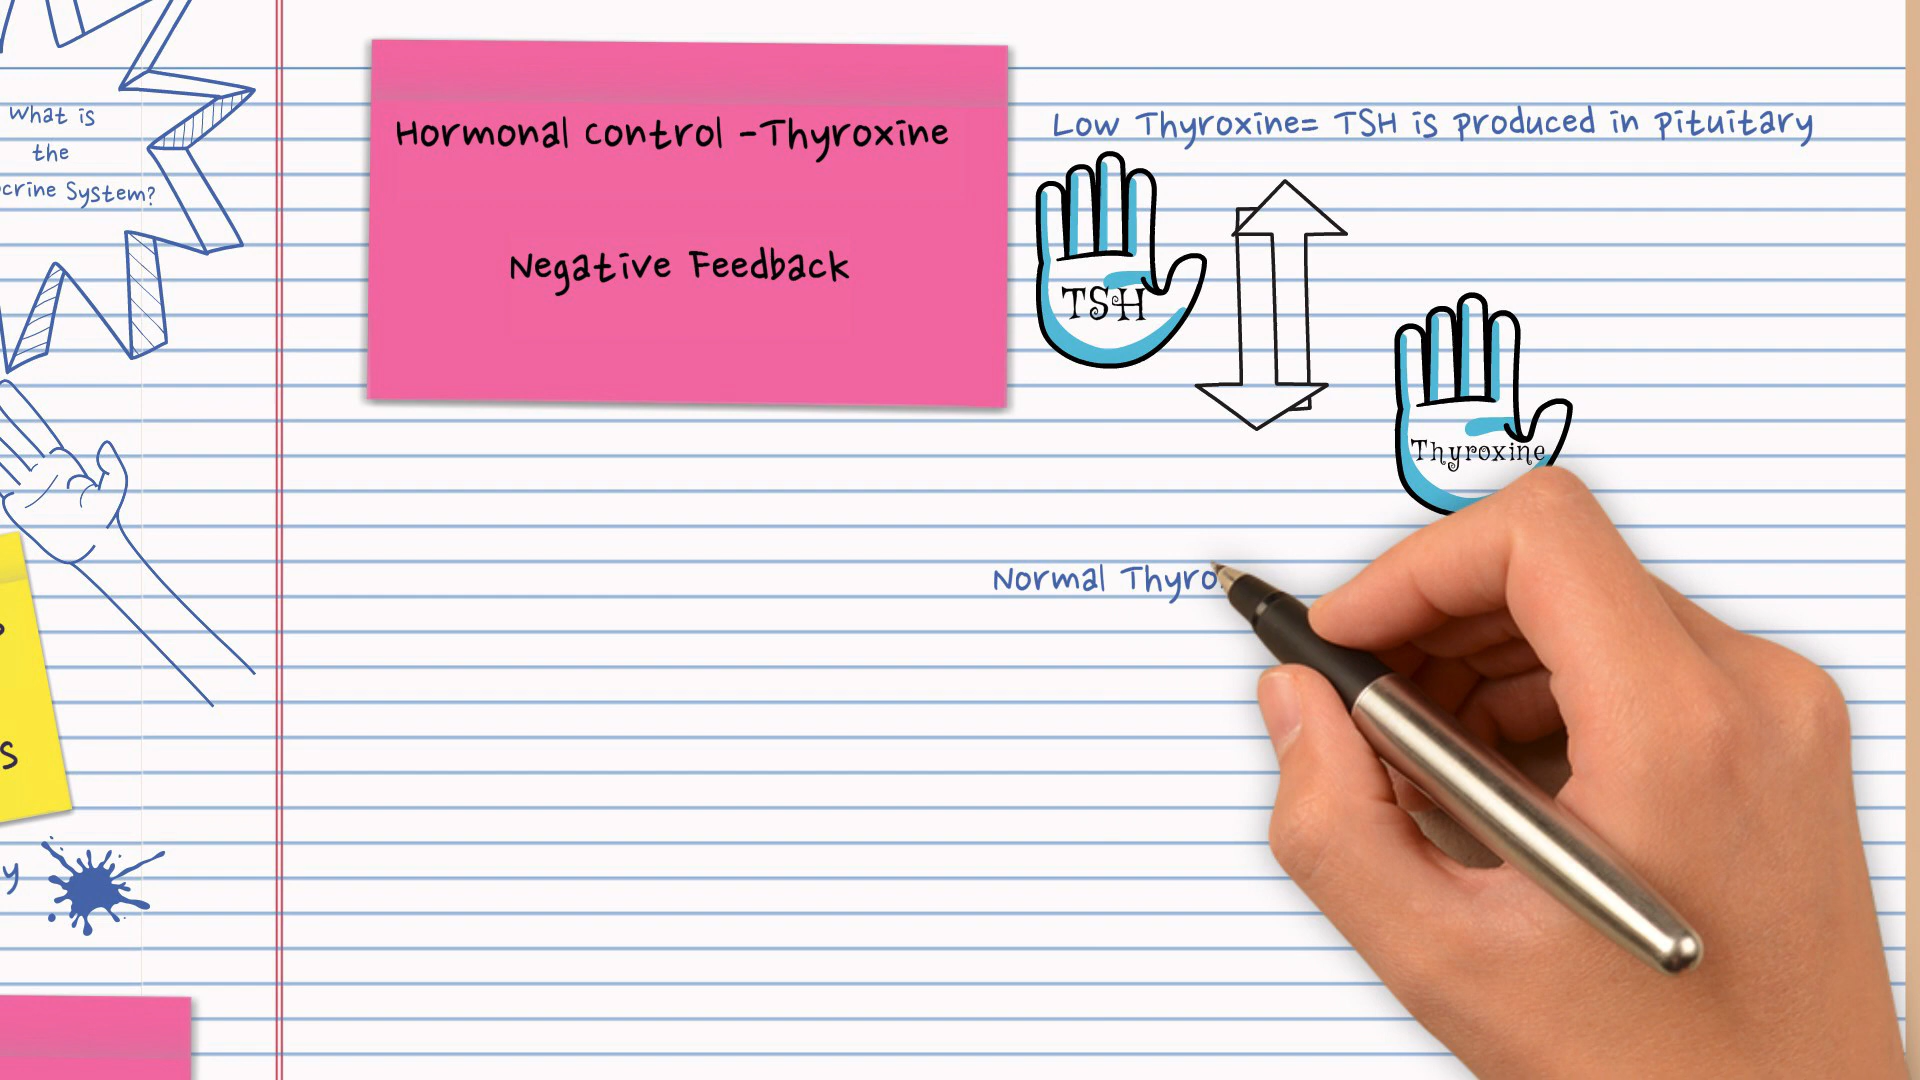 What is
the
crine System?
Hormonal control -Thyroxine
Negative Feedback
Low Thyroxine= TSH is produced in Pituitary
TSH
Thyroxine
Normal Thyro
s
y